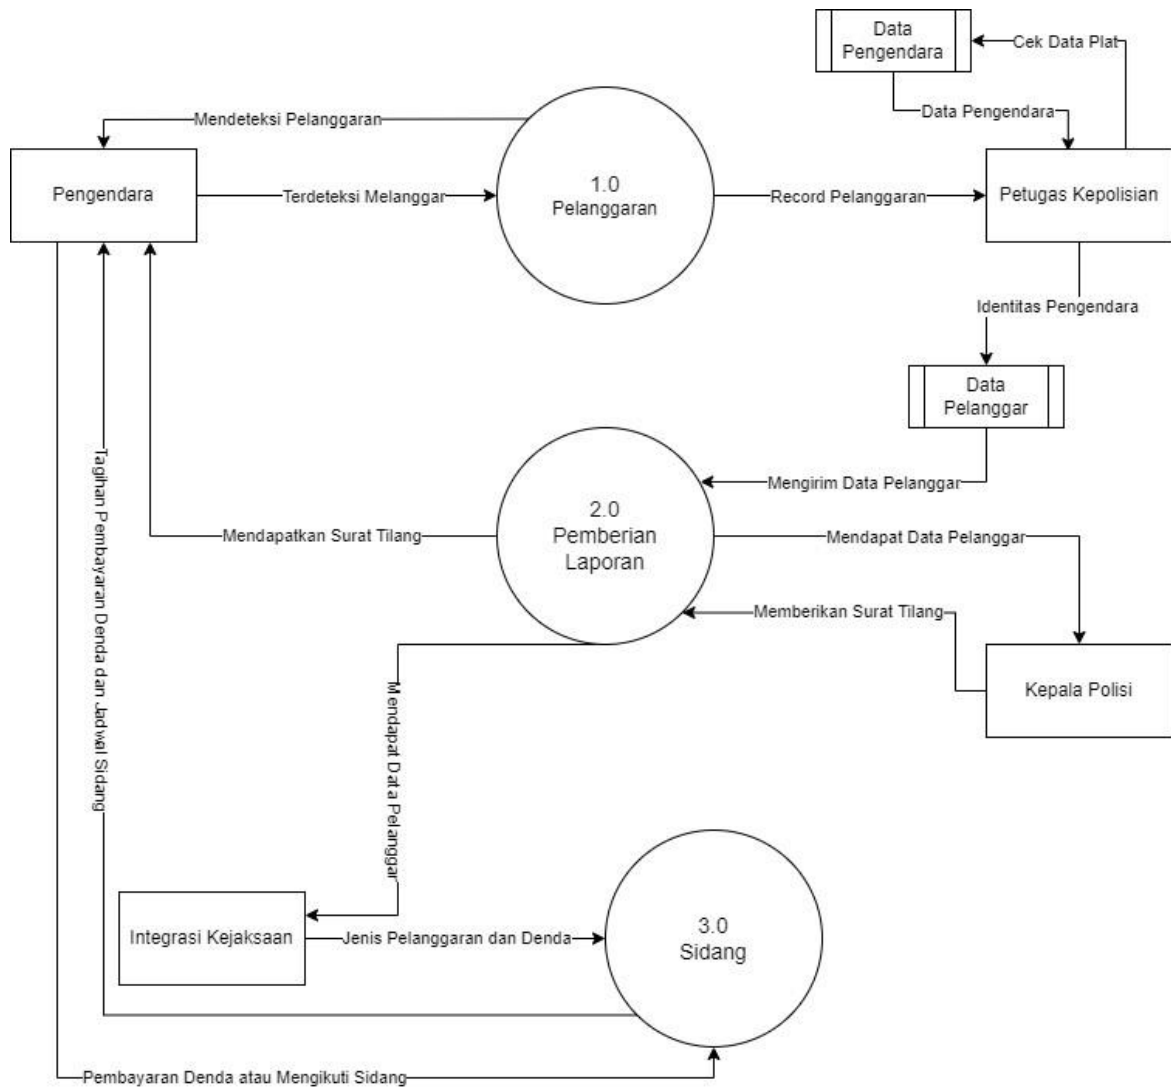 Data
Pengendara
Cek Data Plat
Mendeteksi Pelanggaran
Data Pengendara
Pengendara
Terdeteksi Melanggar
1.0
Pelanggaran
Record Pelanggaran
Petugas Kepolisian
Identitas Pengendara
Data
Pelanggar
Mengirim Data Pelanggar
Mendapatkan Surat Tilang
2.0
Pemberian
Laporan
Mendapat Data Pelanggar
Memberikan Surat Tilang
Kepala Polisi
Tagihan Pembayaran Denda dan Jadwal Sidang
Mendapat Data Pelanggar
Integrasi Kejaksaan
Jenis Pelanggaran dan Denda
3.0
Sidang
Pembayaran Denda atau Mengikuti Sidang